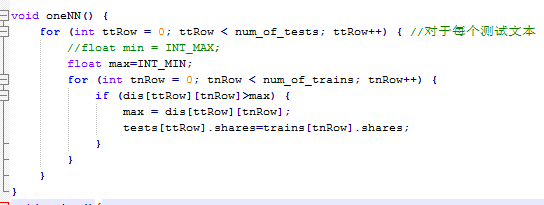 void oneNN() {
    for (int ttRow = 0; ttRow < num_of_tests; ttRow++) { //对于每个测试文本
        //float min = INT_MAX;
        float max=INT_MIN;
        for (int tnRow = 0; tnRow < num_of_trains; tnRow++) {
            if (dis[ttRow][tnRow]>max) {
                max = dis[ttRow][tnRow];
                tests[ttRow].shares=trains[tnRow].shares;
            }
        }
    }
}